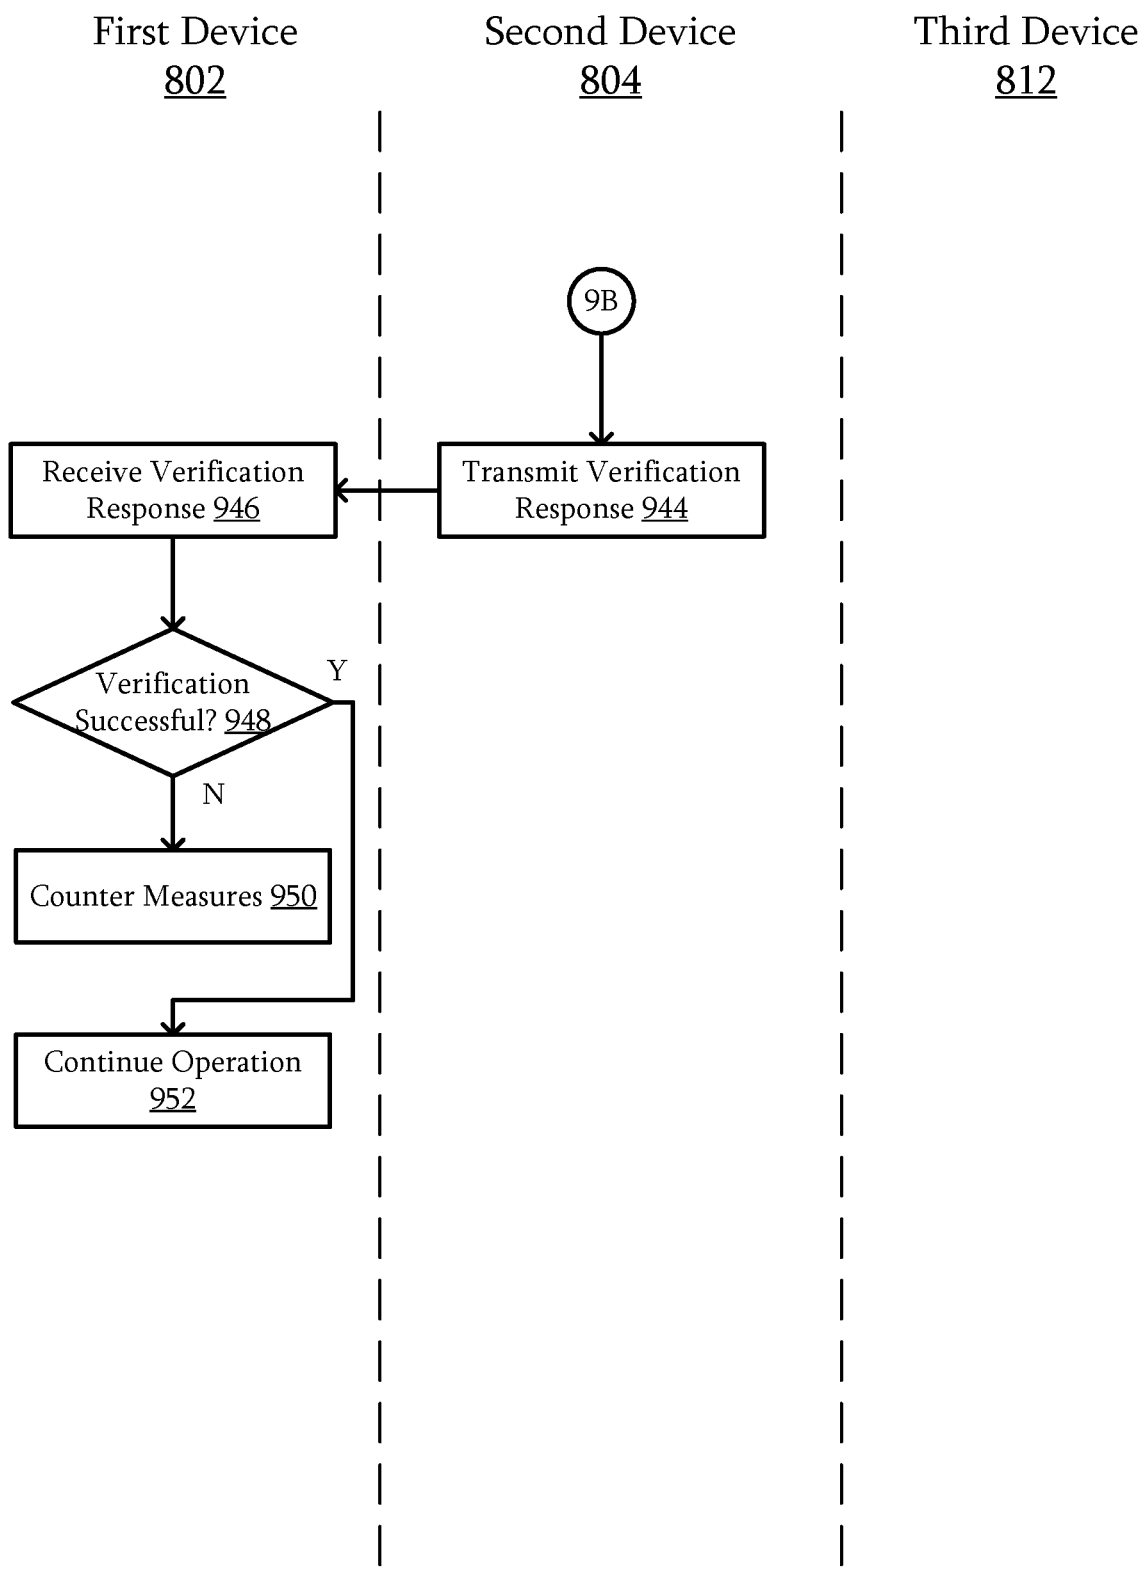 First Device
802
Second Device
804
Third Device
812
9B
Receive Verification
Response 946
Transmit Verification
Response 944
Verification
Successful? 948
Y
N
Counter Measures 950
Continue Operation
952